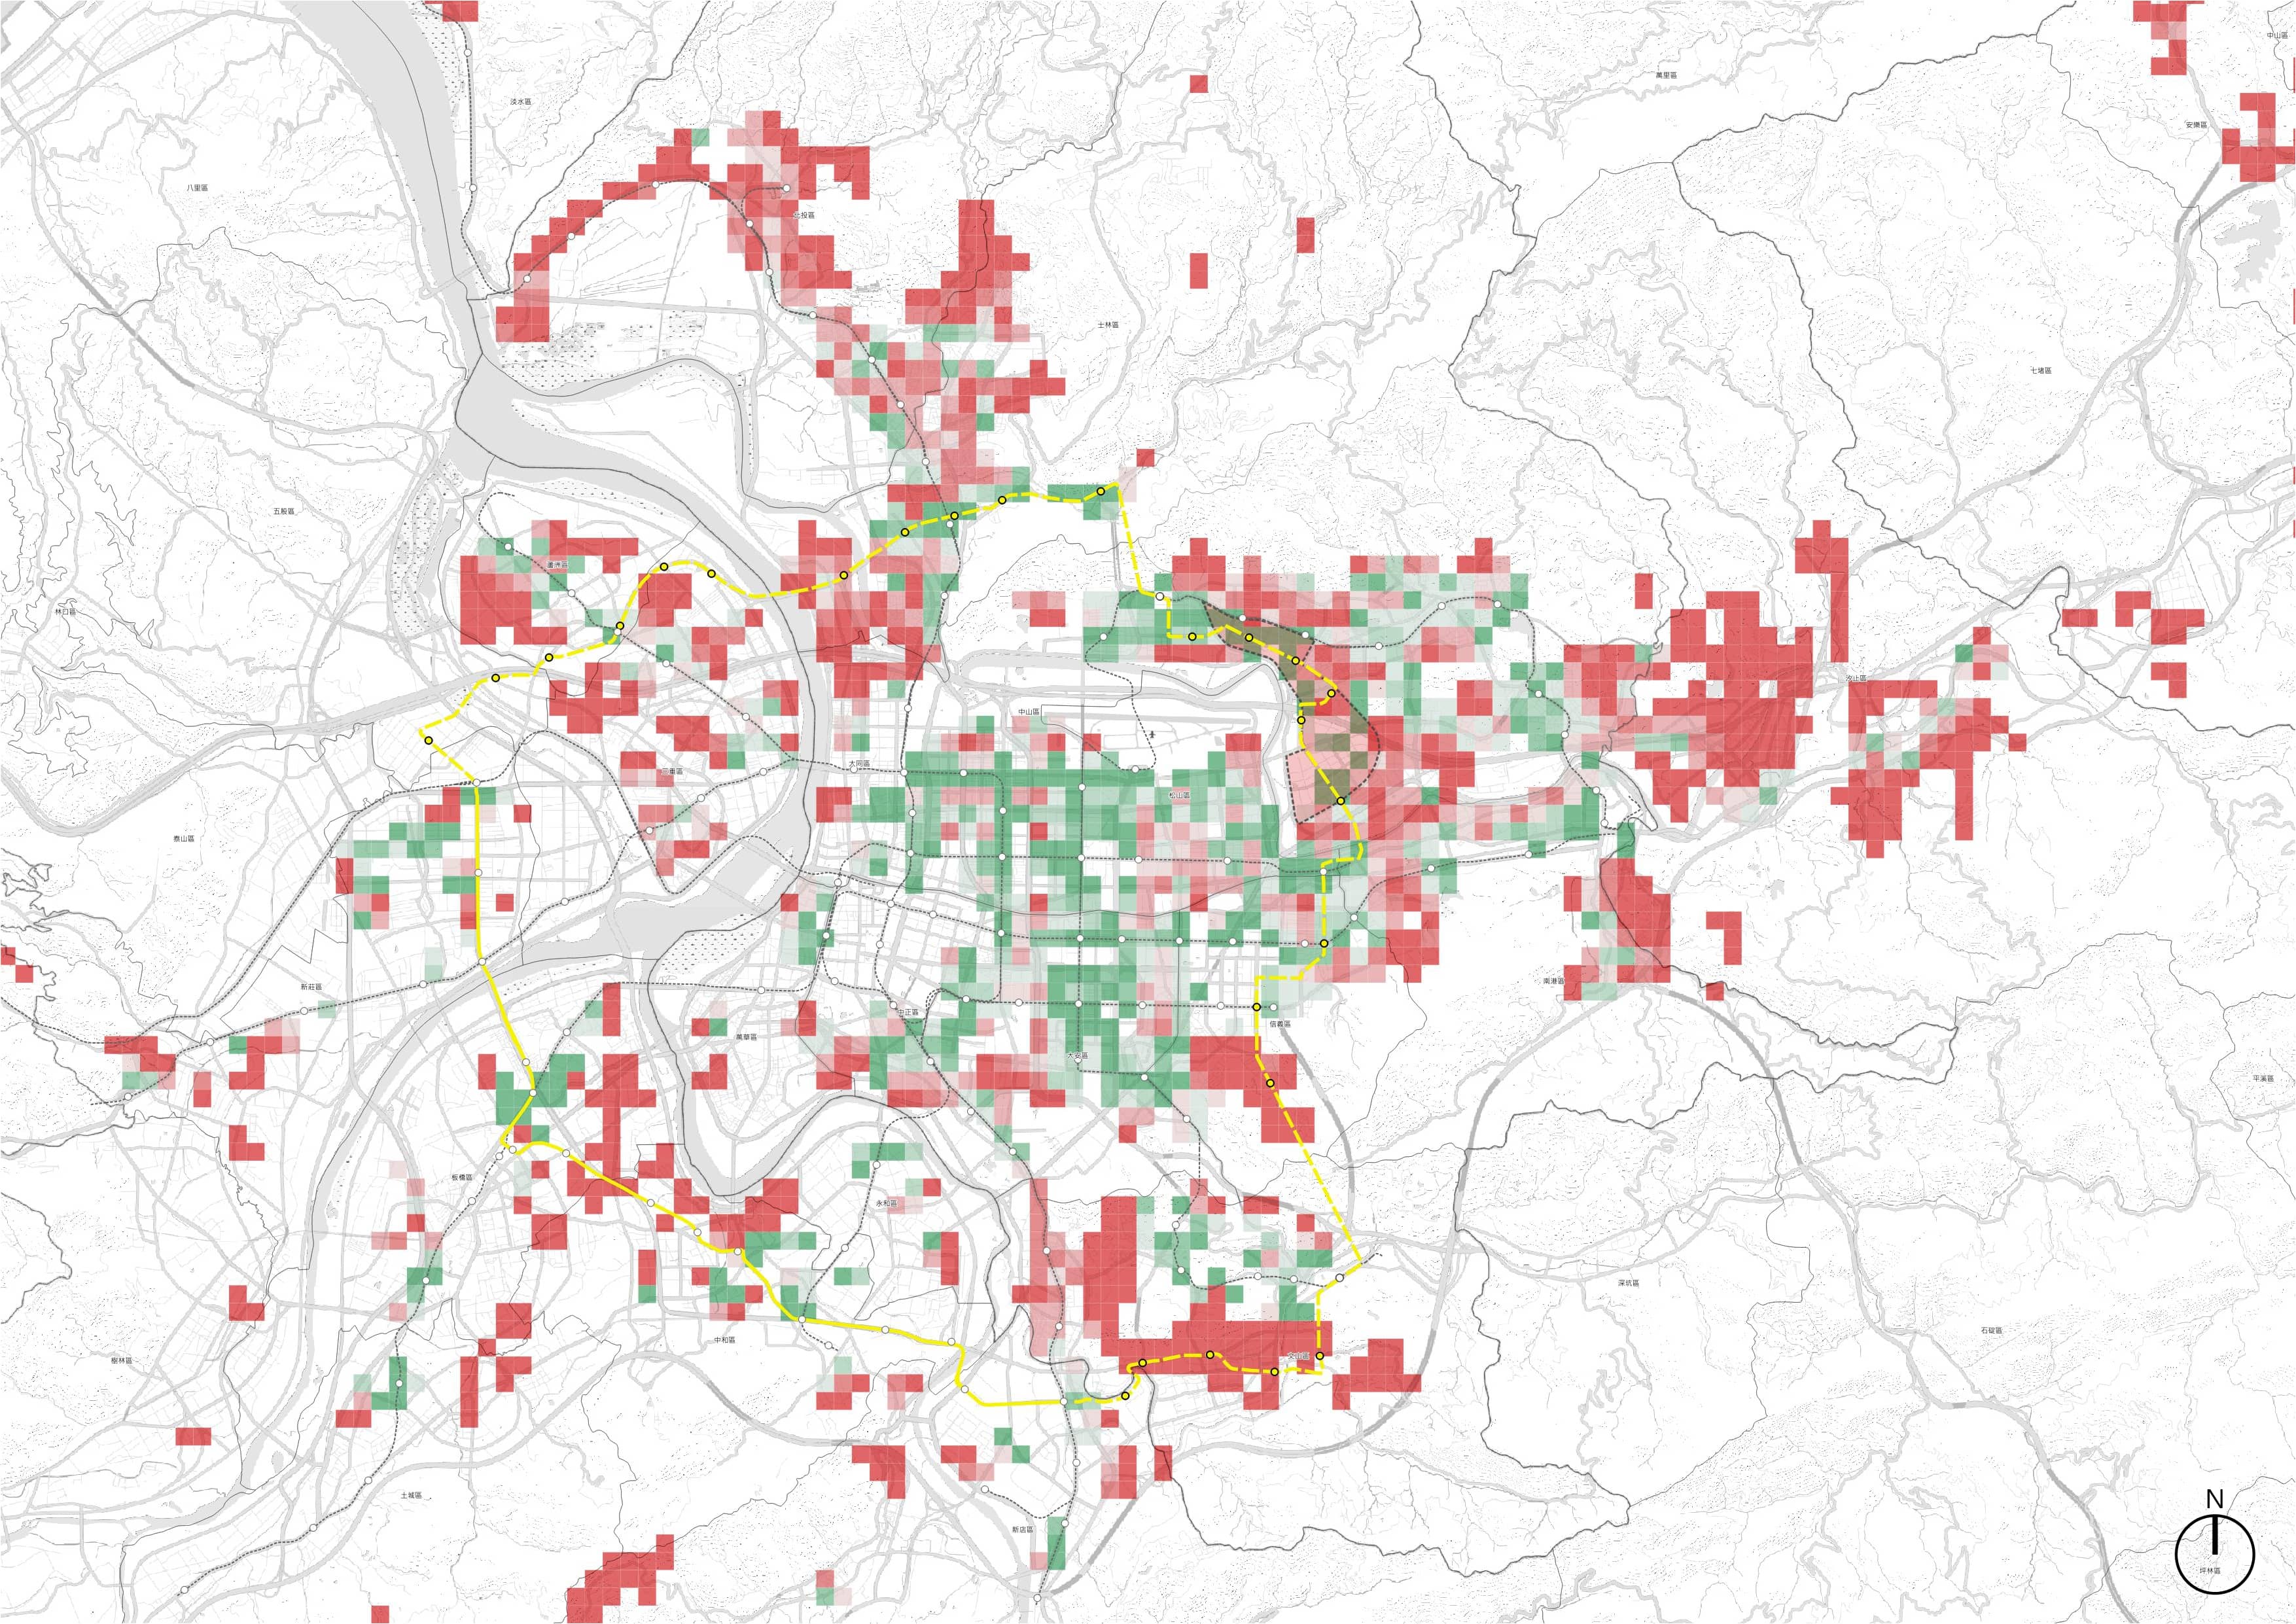 中山區
萬里區
淡水區
安樂區
八里區
北投區
士林區
七堵區
五股區
蘆洲區
林口區
汐止區
中山區
大同區
三重區
松山區
泰山區
南港區
新莊區
中正區
信義區
萬華區
大安區
平溪區
板橋區
永和區
深坑區
石碇區
中和區
文山區
樹林區
土城區
N
新店區
坪林區